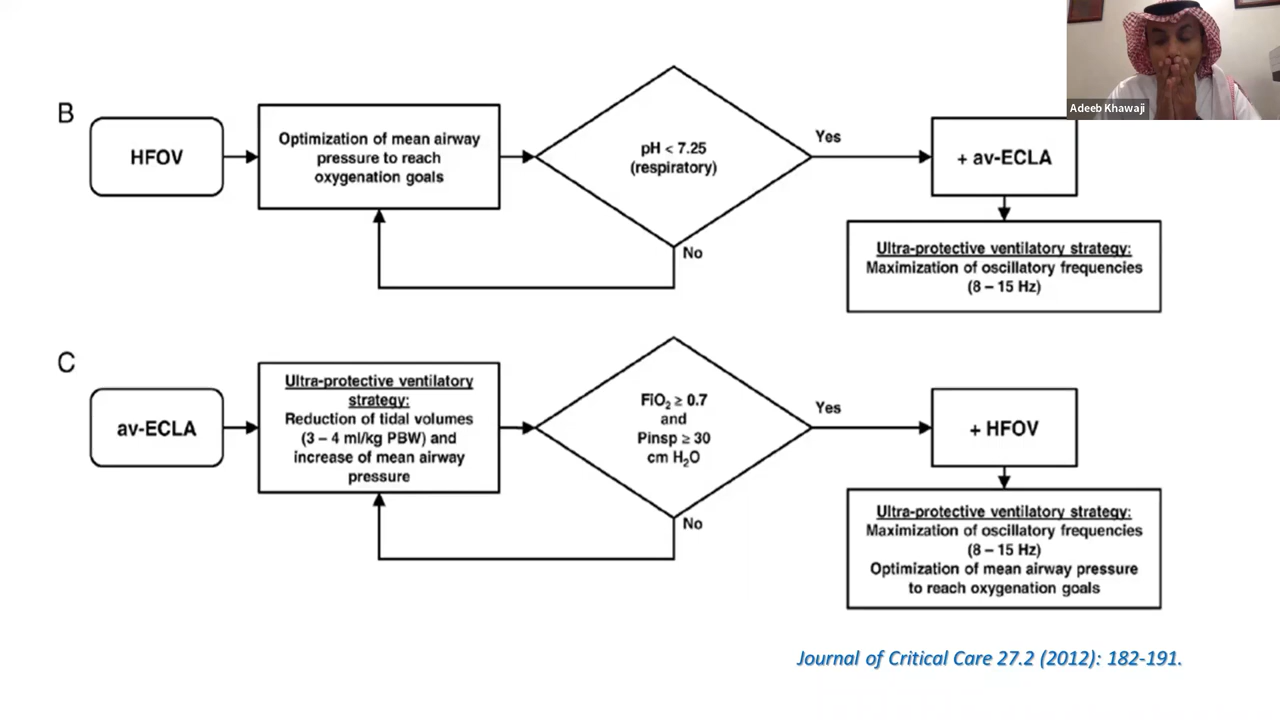 Adeeb Khawaji
B
HFOV
Optimization of mean airway
pressure to reach
oxygenation goals
pH < 7.25
(respiratory)
Yes
No
+ av-ECLA
Ultra-protective ventilatory strategy:
Maximization of oscillatory frequencies
(8 – 15 Hz)
C
av-ECLA
Ultra-protective ventilatory
strategy:
Reduction of tidal volumes
(3 – 4 ml/kg PBW) and
increase of mean airway
pressure
FiO₂ ≥ 0.7
and
Pinsp ≥ 30
cm H₂O
Yes
No
+ HFOV
Ultra-protective ventilatory strategy:
Maximization of oscillatory frequencies
(8 – 15 Hz)
Optimization of mean airway pressure
to reach oxygenation goals
Journal of Critical Care 27.2 (2012): 182-191.